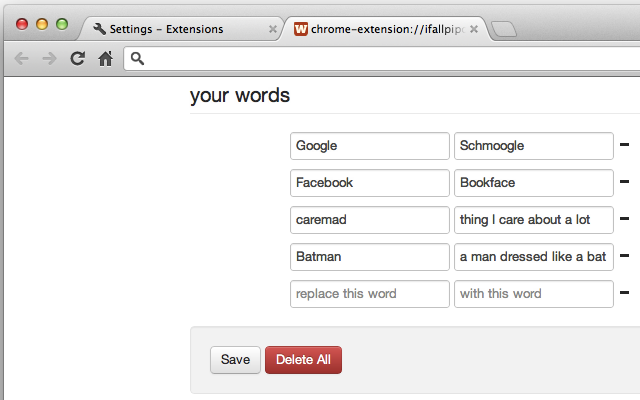 Settings – Extensions
W chrome-extension://ifallpip
your words
Google Schmoogle
Facebook Bookface
caremad thing I care about a lot
Batman a man dressed like a bat
replace this word with this word
Save Delete All